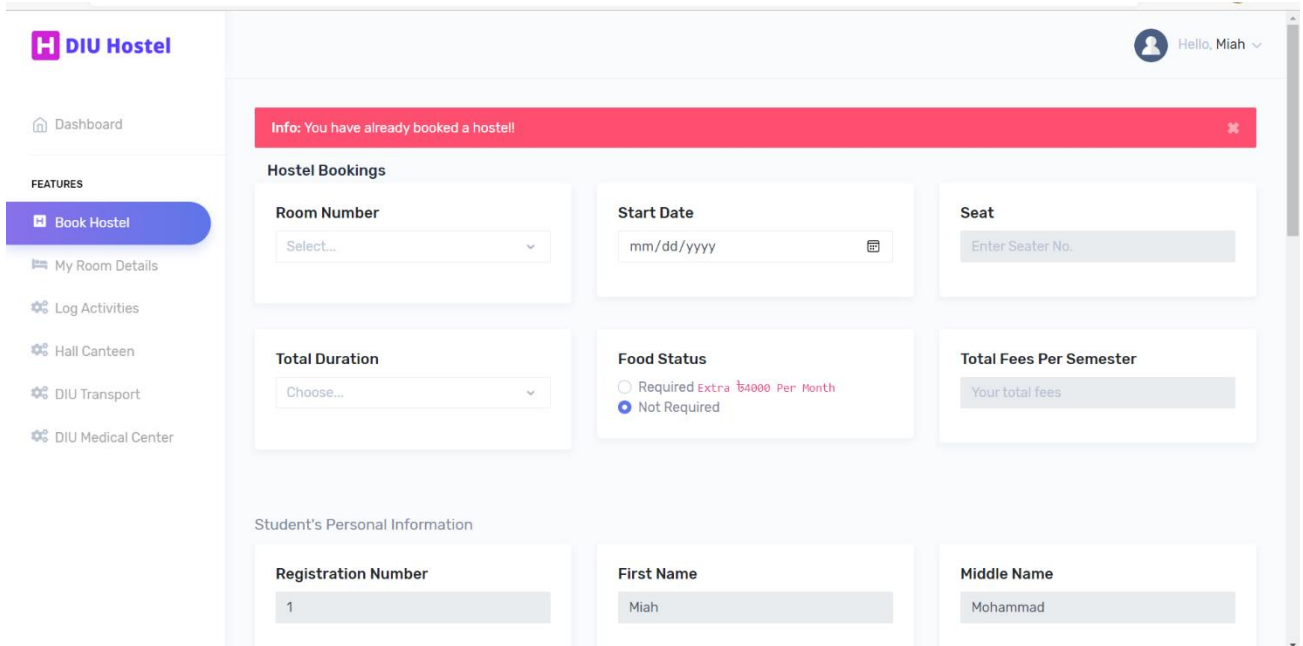 H DIU Hostel
Hello, Miah
Dashboard
Info: You have already booked a hostel!
Hostel Bookings
FEATURES
Book Hostel
My Room Details
Log Activities
Hall Canteen
DIU Transport
DIU Medical Center
Room Number
Select...
Start Date
mm/dd/yyyy
Seat
Enter Seater No.
Total Duration
Choose...
Food Status
Required Extra ৳4000 Per Month
Not Required
Total Fees Per Semester
Your total fees
Student's Personal Information
Registration Number
1
First Name
Miah
Middle Name
Mohammad